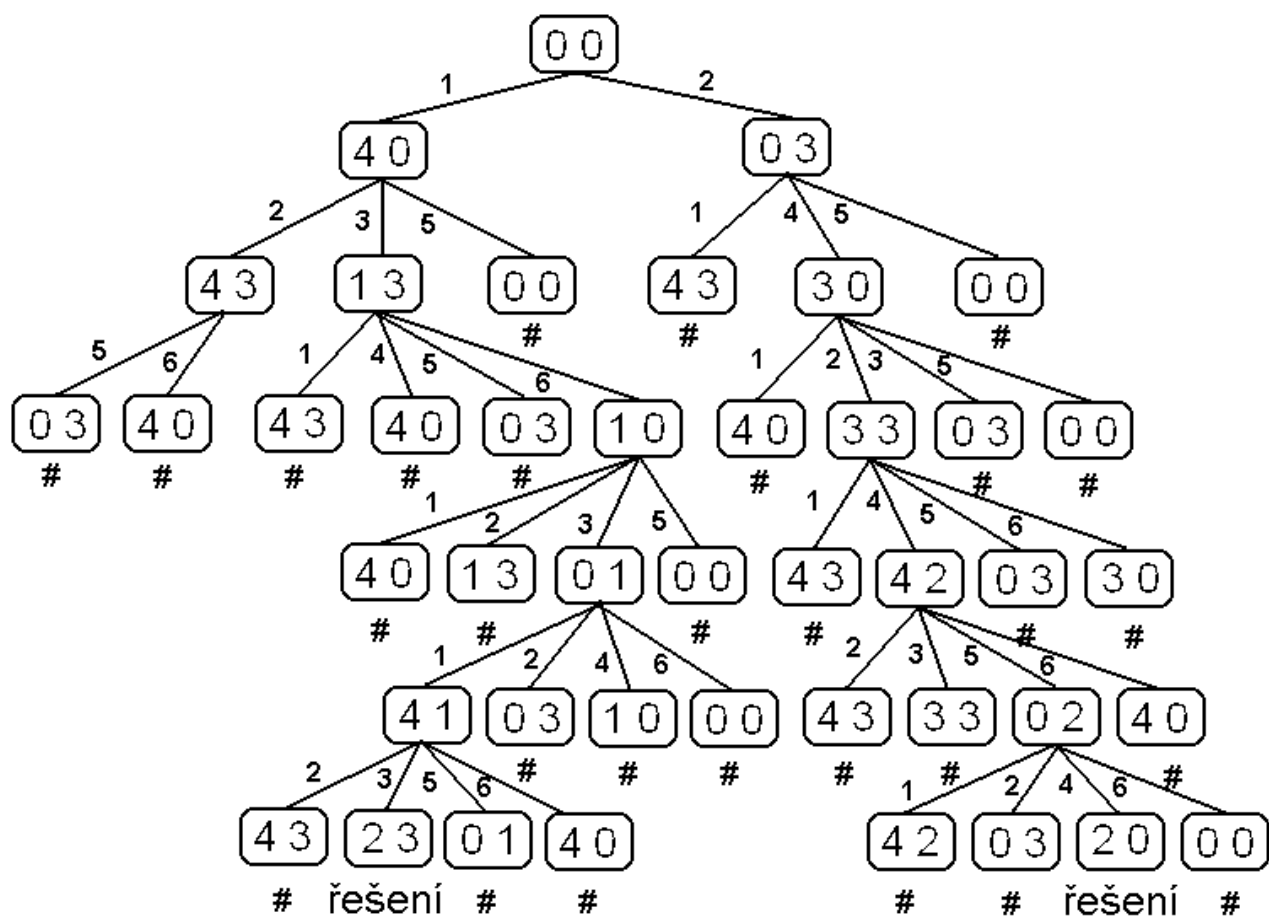 0 0
1 2
4 0 0 3
2 3 5 1 4 5
4 3 1 3 0 0 4 3 3 0 0 0
# # #
5 6 1 4 5 6 1 2 3 5
0 3 4 0 4 3 4 0 0 3 1 0 4 0 3 3 0 3 0 0
# # # # # # # #
1 2 3 5 1 4 5 6
4 0 1 3 0 1 0 0 4 3 4 2 0 3 3 0
# # # # # #
1 2 4 6 2 3 5 6
4 1 0 3 1 0 0 0 4 3 3 3 0 2 4 0
# # # # # #
2 3 5 6 1 2 4 6
4 3 2 3 0 1 4 0 4 2 0 3 2 0 0 0
# řešení # # # # řešení #